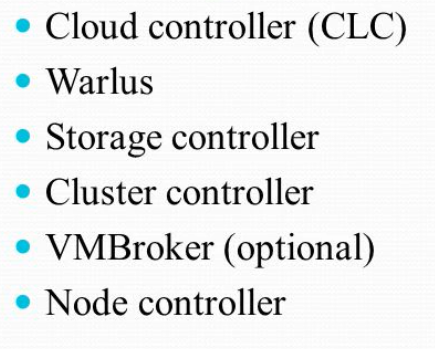 • Cloud controller (CLC)
• Warlus
• Storage controller
• Cluster controller
• VMBroker (optional)
• Node controller